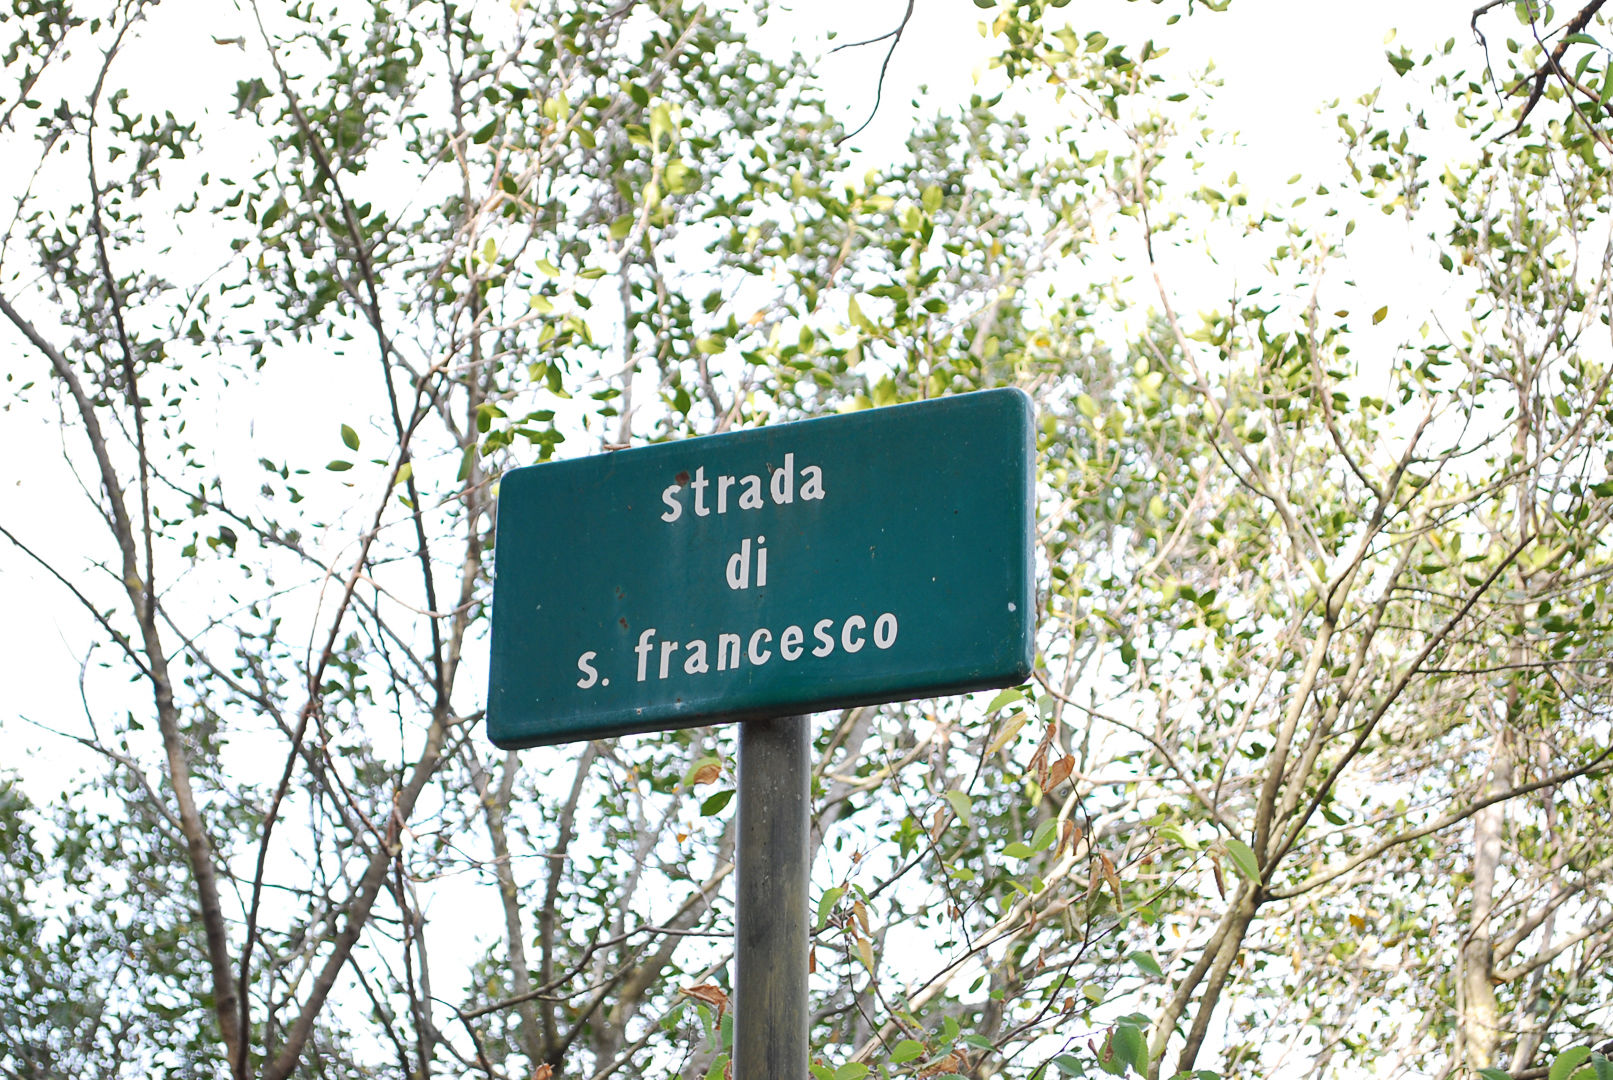 strada
di
s. francesco